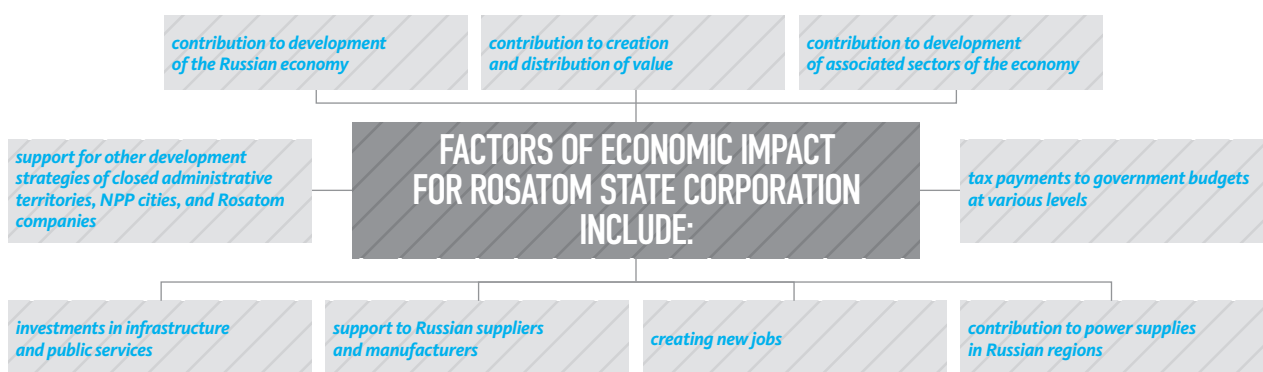 contribution to development
of the Russian economy
contribution to creation
and distribution of value
contribution to development
of associated sectors of the economy
FACTORS OF ECONOMIC IMPACT
FOR ROSATOM STATE CORPORATION
INCLUDE:
support for other development
strategies of closed administrative
territories, NPP cities, and Rosatom
companies
tax payments to government budgets
at various levels
investments in infrastructure
and public services
support to Russian suppliers
and manufacturers
creating new jobs
contribution to power supplies
in Russian regions